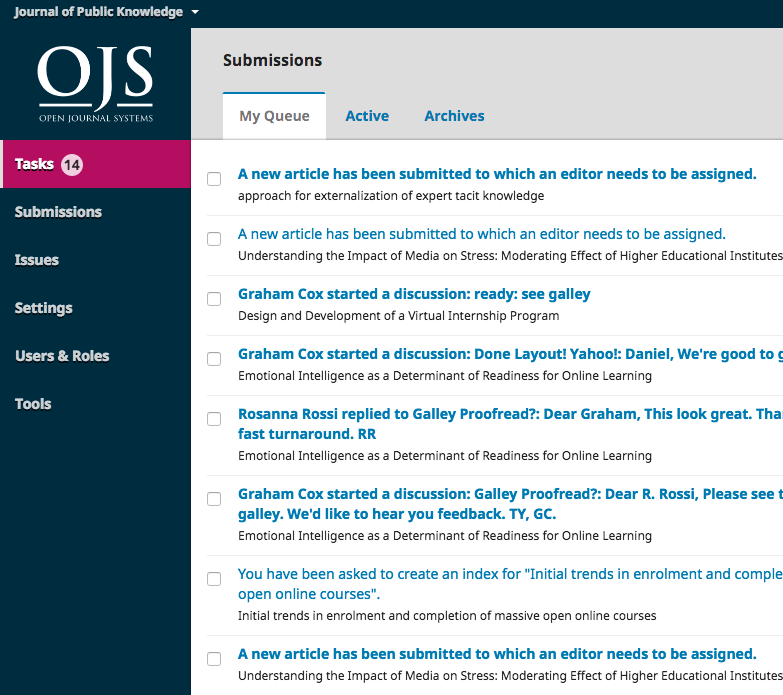 Journal of Public Knowledge
OJS
OPEN JOURNAL SYSTEMS
Tasks 14
Submissions
Issues
Settings
Users & Roles
Tools
Submissions
My Queue Active Archives
A new article has been submitted to which an editor needs to be assigned.
approach for externalization of expert tacit knowledge
A new article has been submitted to which an editor needs to be assigned.
Understanding the Impact of Media on Stress: Moderating Effect of Higher Educational Institutes
Graham Cox started a discussion: ready: see galley
Design and Development of a Virtual Internship Program
Graham Cox started a discussion: Done Layout! Yahoo!: Daniel, We're good to
Emotional Intelligence as a Determinant of Readiness for Online Learning
Rosanna Rossi replied to Galley Proofread?: Dear Graham, This look great.
fast turnaround. RR
Emotional Intelligence as a Determinant of Readiness for Online Learning
Graham Cox started a discussion: Galley Proofread?: Dear R. Rossi, Please see
galley. We'd like to hear you feedback. TY, GC.
Emotional Intelligence as a Determinant of Readiness for Online Learning
You have been asked to create an index for "Initial trends in enrolment and
open online courses".
Initial trends in enrolment and completion of massive open online courses
A new article has been submitted to which an editor needs to be assigned.
Understanding the Impact of Media on Stress: Moderating Effect of Higher Educational Institutes